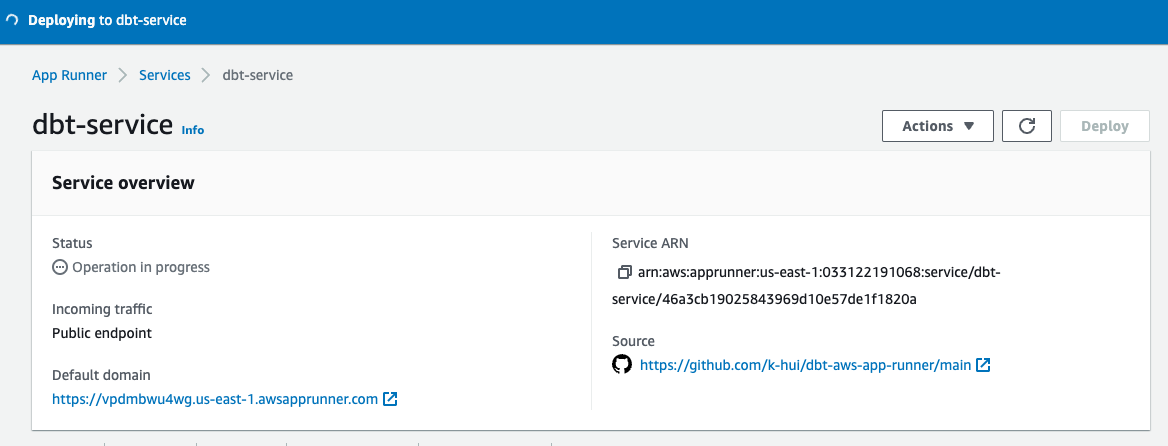 Deploying to dbt-service
App Runner > Services > dbt-service
dbt-service Info
Actions
Deploy
Service overview
Status
Operation in progress
Incoming traffic
Public endpoint
Default domain
https://vpdmbwu4wg.us-east-1.awsapprunner.com
Service ARN
arn:aws:apprunner:us-east-1:033122191068:service/dbt-
service/46a3cb19025843969d10e57de1f1820a
Source
https://github.com/k-hui/dbt-aws-app-runner/main